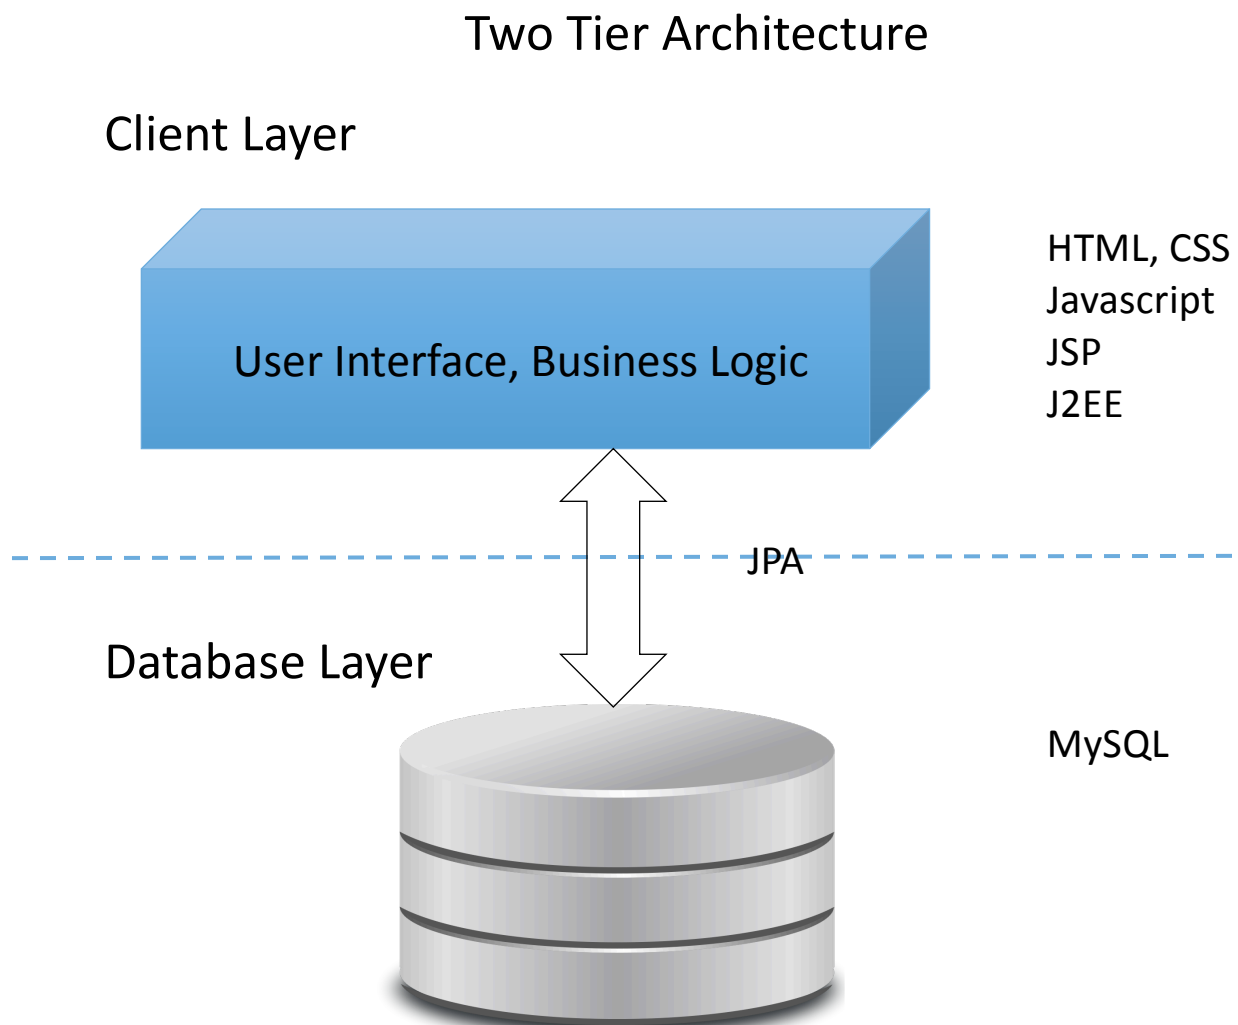 Two Tier Architecture
Client Layer
HTML, CSS
Javascript
JSP
J2EE
User Interface, Business Logic
JPA
Database Layer
MySQL